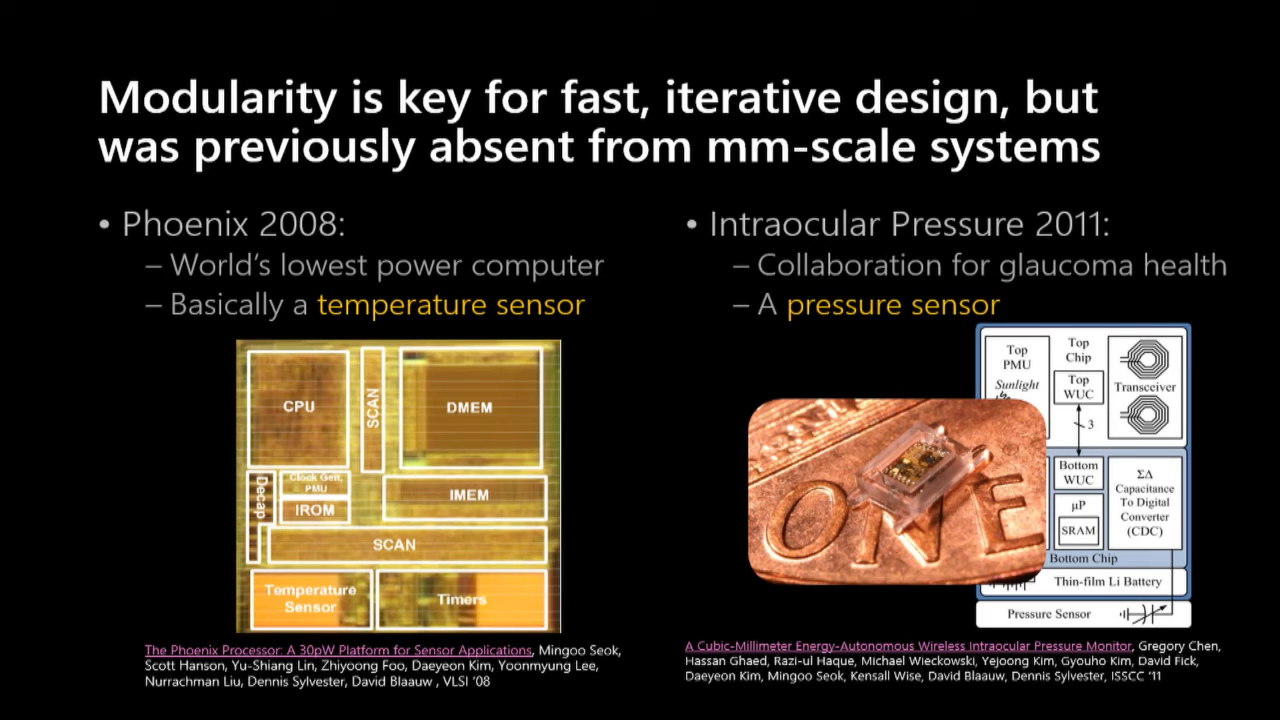 Modularity is key for fast, iterative design, but
was previously absent from mm-scale systems
• Phoenix 2008:
– World's lowest power computer
– Basically a temperature sensor
CPU
SCAN
DMEM
Decap
Clock Gen,
PMU
IROM
IMEM
SCAN
Temperature
Sensor
Timers
The Phoenix Processor: A 30pW Platform for Sensor Applications, Mingoo Seok,
Scott Hanson, Yu-Shiang Lin, Zhiyoong Foo, Daeyeon Kim, Yoonmyung Lee,
Nurrachman Liu, Dennis Sylvester, David Blaauw , VLSI '08
• Intraocular Pressure 2011:
– Collaboration for glaucoma health
– A pressure sensor
Top
PMU
Sunlight
Top
Chip
Top
WUC
Transceiver
3
ONE
Bottom
WUC
µP
SRAM
ΣΔ
Capacitance
To Digital
Converter
(CDC)
Bottom Chip
Thin-film Li Battery
Pressure Sensor
A Cubic-Millimeter Energy-Autonomous Wireless Intraocular Pressure Monitor, Gregory Chen,
Hassan Ghaed, Razi-ul Haque, Michael Wieckowski, Yejoong Kim, Gyouho Kim, David Fick,
Daeyeon Kim, Mingoo Seok, Kensall Wise, David Blaauw, Dennis Sylvester, ISSCC '11